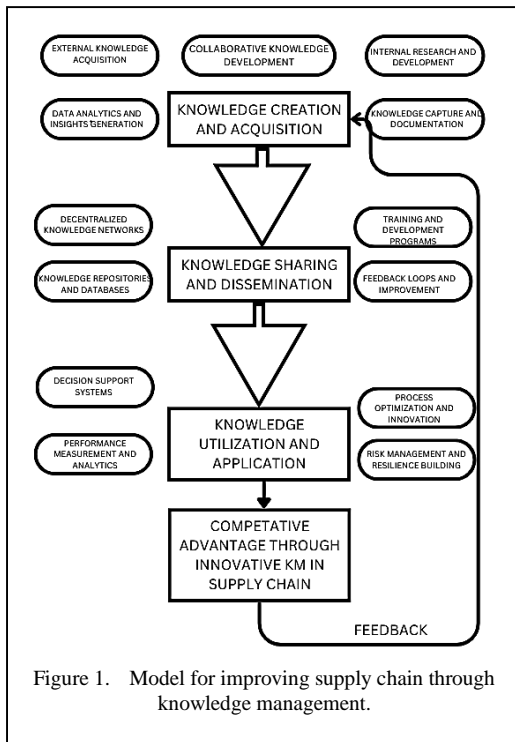 EXTERNAL KNOWLEDGE
ACQUISITION
COLLABORATIVE KNOWLEDGE
DEVELOPMENT
INTERNAL RESEARCH AND
DEVELOPMENT
DATA ANALYTICS AND
INSIGHTS GENERATION
KNOWLEDGE CREATION
AND ACQUISITION
KNOWLEDGE CAPTURE AND
DOCUMENTATION
DECENTRALIZED
KNOWLEDGE NETWORKS
TRAINING AND
DEVELOPMENT
PROGRAMS
KNOWLEDGE REPOSITORIES
AND DATABASES
KNOWLEDGE SHARING
AND DISSEMINATION
FEEDBACK LOOPS AND
IMPROVEMENT
DECISION SUPPORT
SYSTEMS
PROCESS
OPTIMIZATION AND
INNOVATION
PERFORMANCE
MEASUREMENT AND
ANALYTICS
KNOWLEDGE
UTILIZATION AND
APPLICATION
RISK MANAGEMENT AND
RESILIENCE BUILDING
COMPETATIVE
ADVANTAGE THROUGH
INNOVATIVE KM IN
SUPPLY CHAIN
FEEDBACK
Figure 1. Model for improving supply chain through
knowledge management.